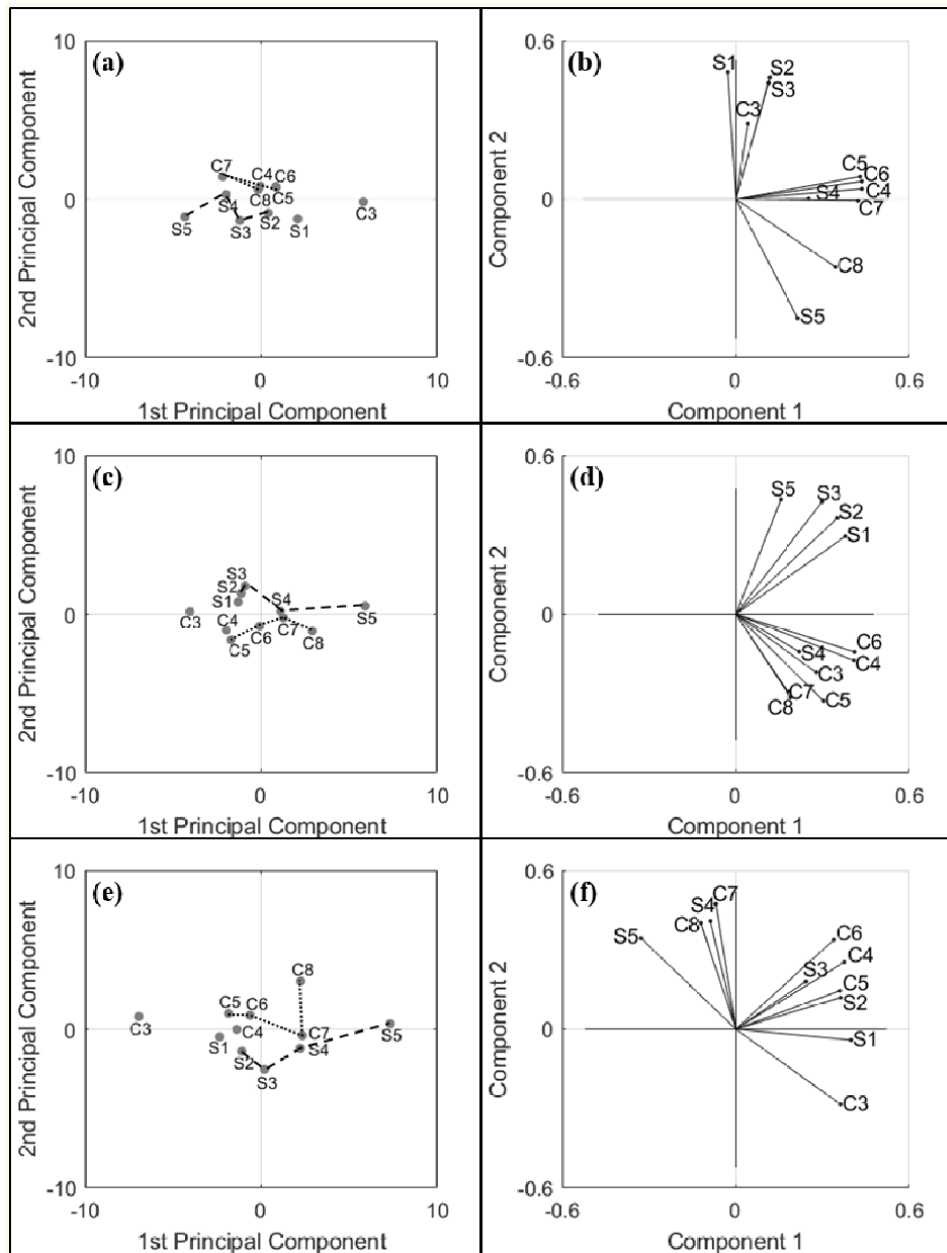 (a)
10
0
-10
2nd Principal Component
C7
C4
C6
C8
C5
S4
S5
S3
S2
S1
C3
-10
0
10
1st Principal Component
(b)
0.6
0
-0.6
Component 2
S1
S2
S3
C3
C5
C6
S4
C4
C7
C8
S5
-0.6
0
0.6
Component 1
(c)
10
0
-10
2nd Principal Component
S3
S2
S1
S4
C3
C4
C5
C6
C7
C8
S5
-10
0
10
1st Principal Component
(d)
0.6
0
-0.6
Component 2
S5
S3
S2
S1
C6
S4
C4
C3
C7
C5
C8
-0.6
0
0.6
Component 1
(e)
10
0
-10
2nd Principal Component
C8
C5
C6
C3
C4
C7
S1
S4
S5
S2
S3
-10
0
10
1st Principal Component
(f)
0.6
0
-0.6
Component 2
C7
S4
C8
S5
C6
C4
S3
C5
S2
S1
C3
-0.6
0
0.6
Component 1